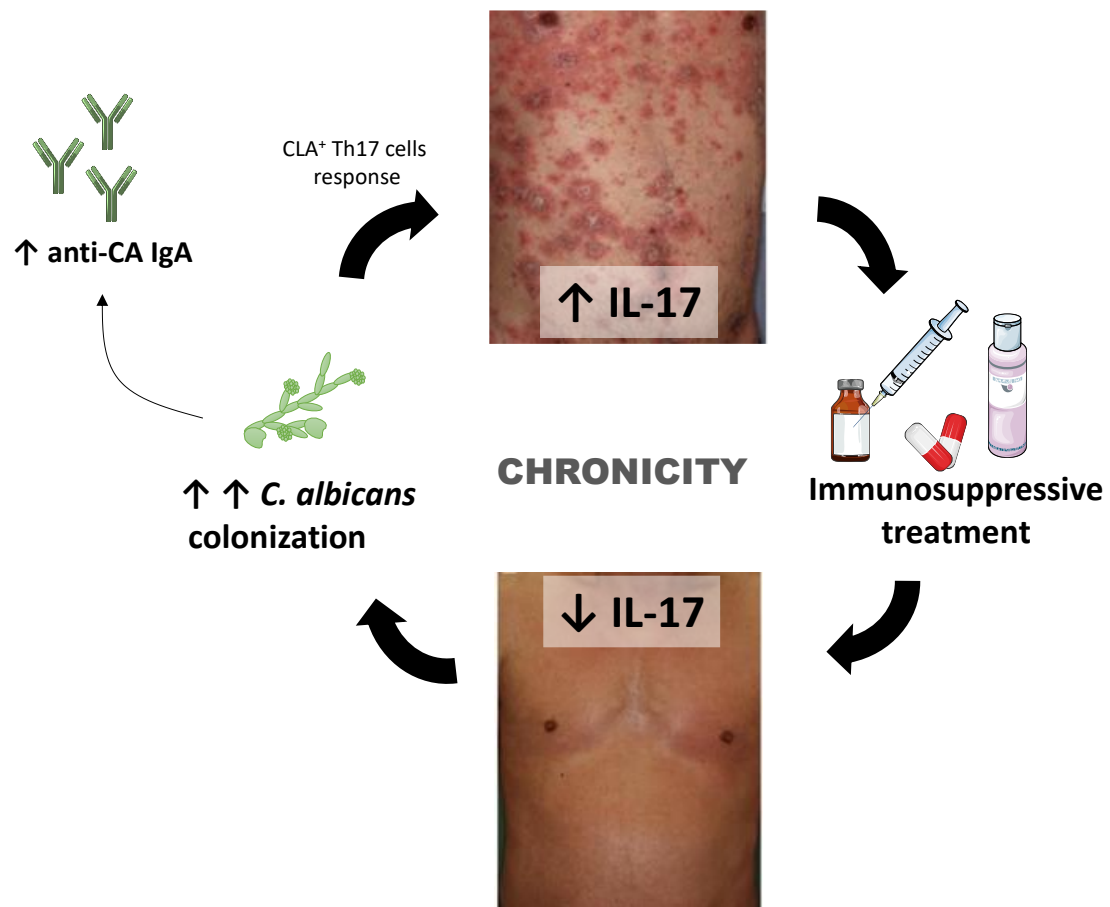 CLA⁺ Th17 cells
response
↑ anti-CA IgA
↑ IL-17
↑ ↑ C. albicans
colonization
CHRONICITY
Immunosuppressive
treatment
↓ IL-17